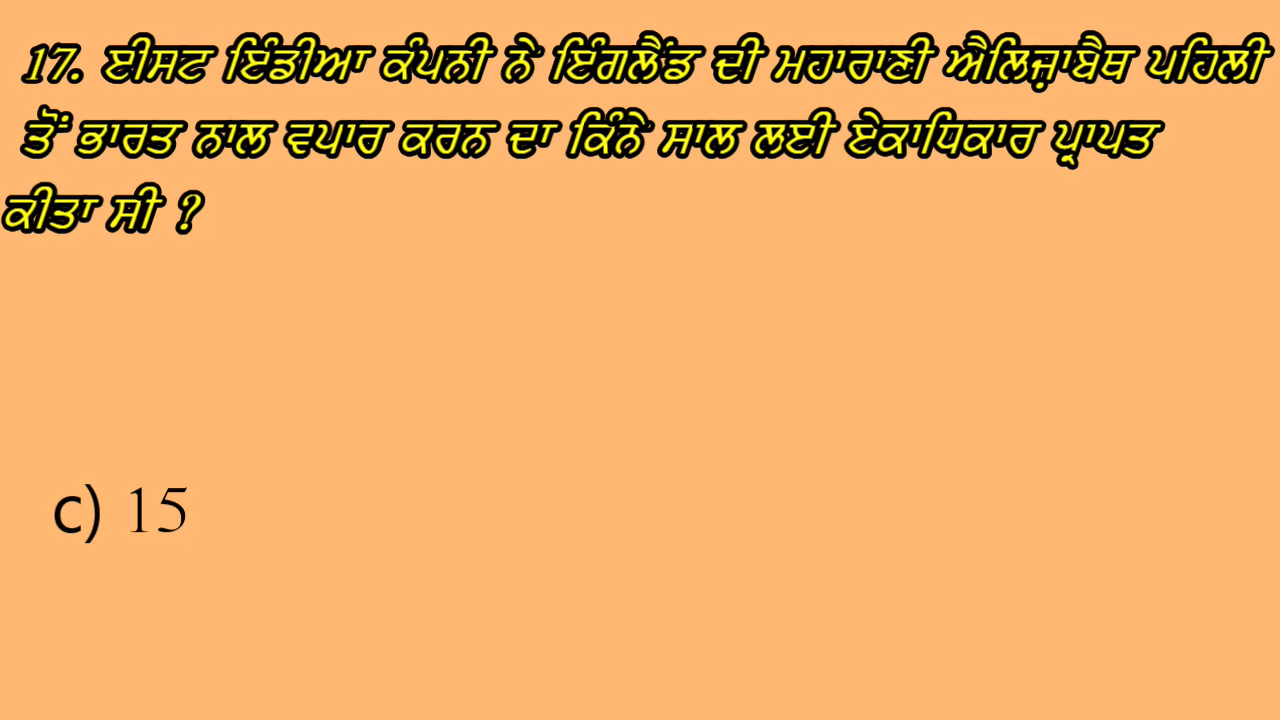 17. ਈਸਟ ਇੰਡੀਆ ਕੰਪਨੀ ਨੇ ਇੰਗਲੈਂਡ ਦੀ ਮਹਾਰਾਣੀ ਐਲਿਜ਼ਾਬੈਥ ਪਹਿਲੀ
ਤੋਂ ਭਾਰਤ ਨਾਲ ਵਪਾਰ ਕਰਨ ਦਾ ਕਿੰਨੇ ਸਾਲ ਲਈ ਏਕਾਧਿਕਾਰ ਪ੍ਰਾਪਤ
ਕੀਤਾ ਸੀ ?
c) 15